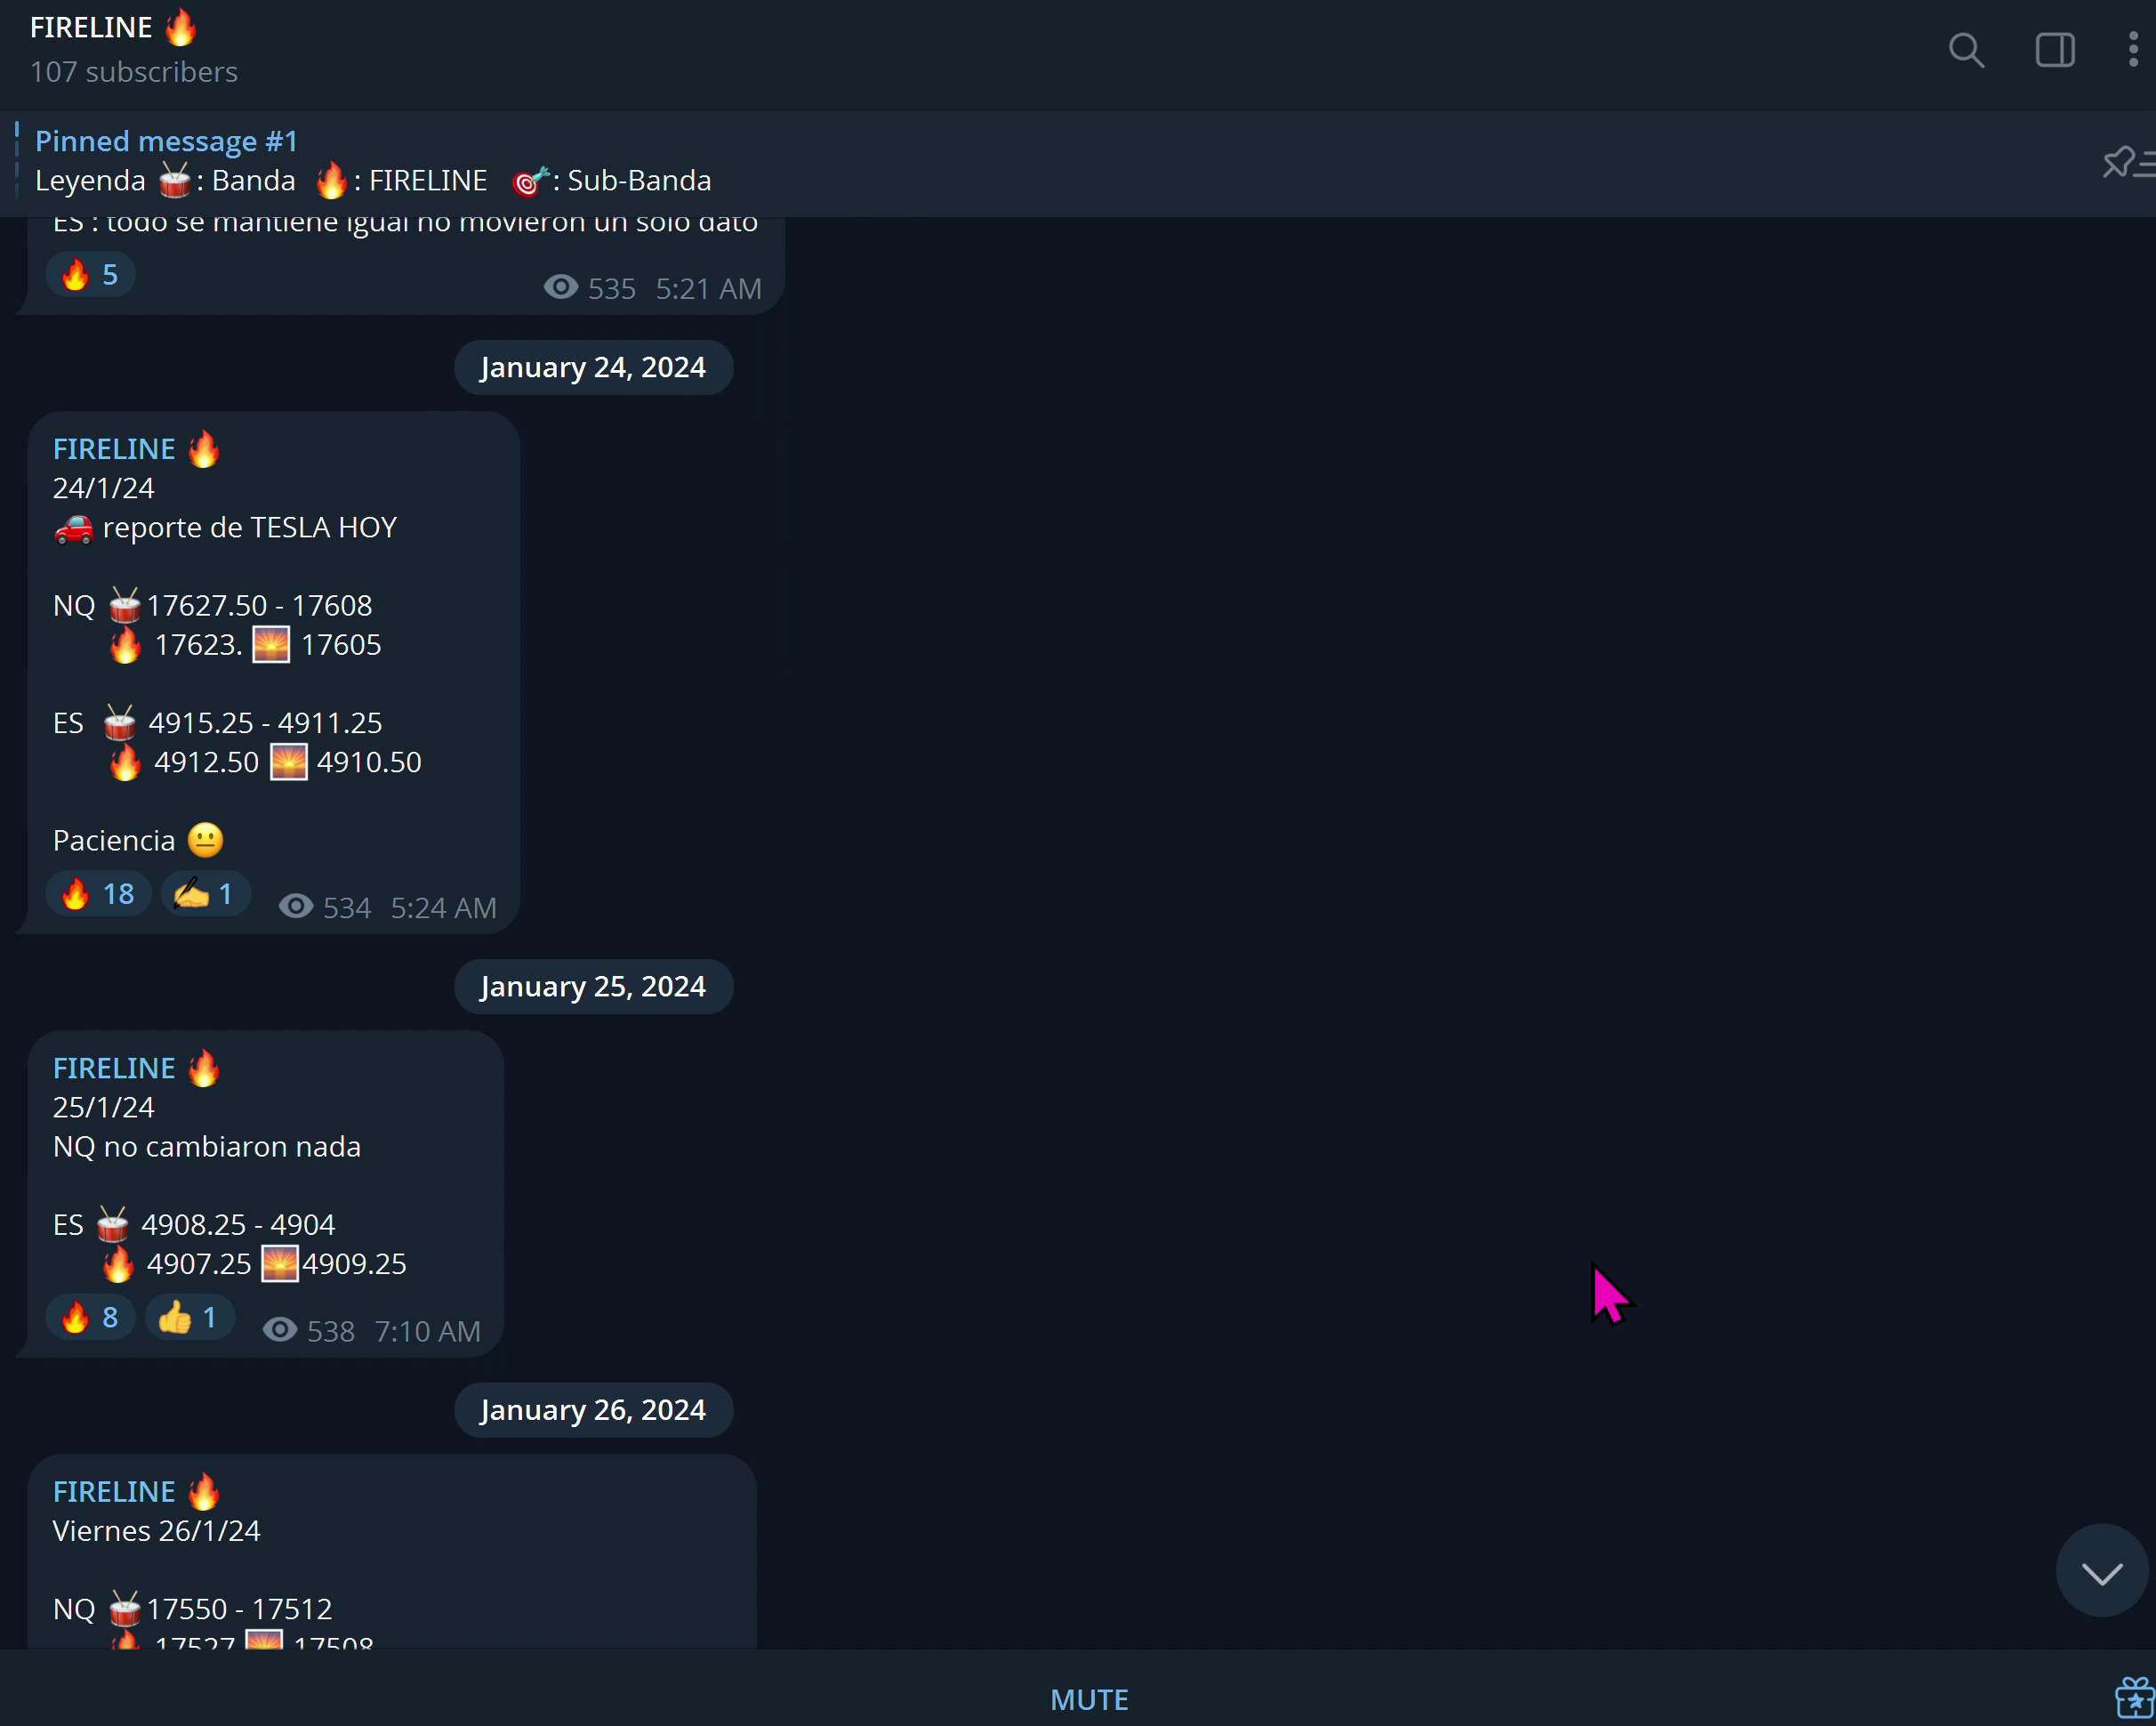 FIRELINE 🔥
107 subscribers
Pinned message #1
Leyenda 🥁: Banda 🔥: FIRELINE 🎯: Sub-Banda
ES : todo se mantiene igual no movieron un solo dato
🔥 5 535 5:21 AM
January 24, 2024
FIRELINE 🔥
24/1/24
🚗 reporte de TESLA HOY
NQ 🥁17627.50 - 17608
🔥 17623. 🌅 17605
ES 🥁 4915.25 - 4911.25
🔥 4912.50 🌅 4910.50
Paciencia 😐
🔥 18 ✍️ 1 534 5:24 AM
January 25, 2024
FIRELINE 🔥
25/1/24
NQ no cambiaron nada
ES 🥁 4908.25 - 4904
🔥 4907.25 🌅4909.25
🔥 8 👍 1 538 7:10 AM
January 26, 2024
FIRELINE 🔥
Viernes 26/1/24
NQ 🥁17550 - 17512
🔥 17527 🌅 17508
MUTE